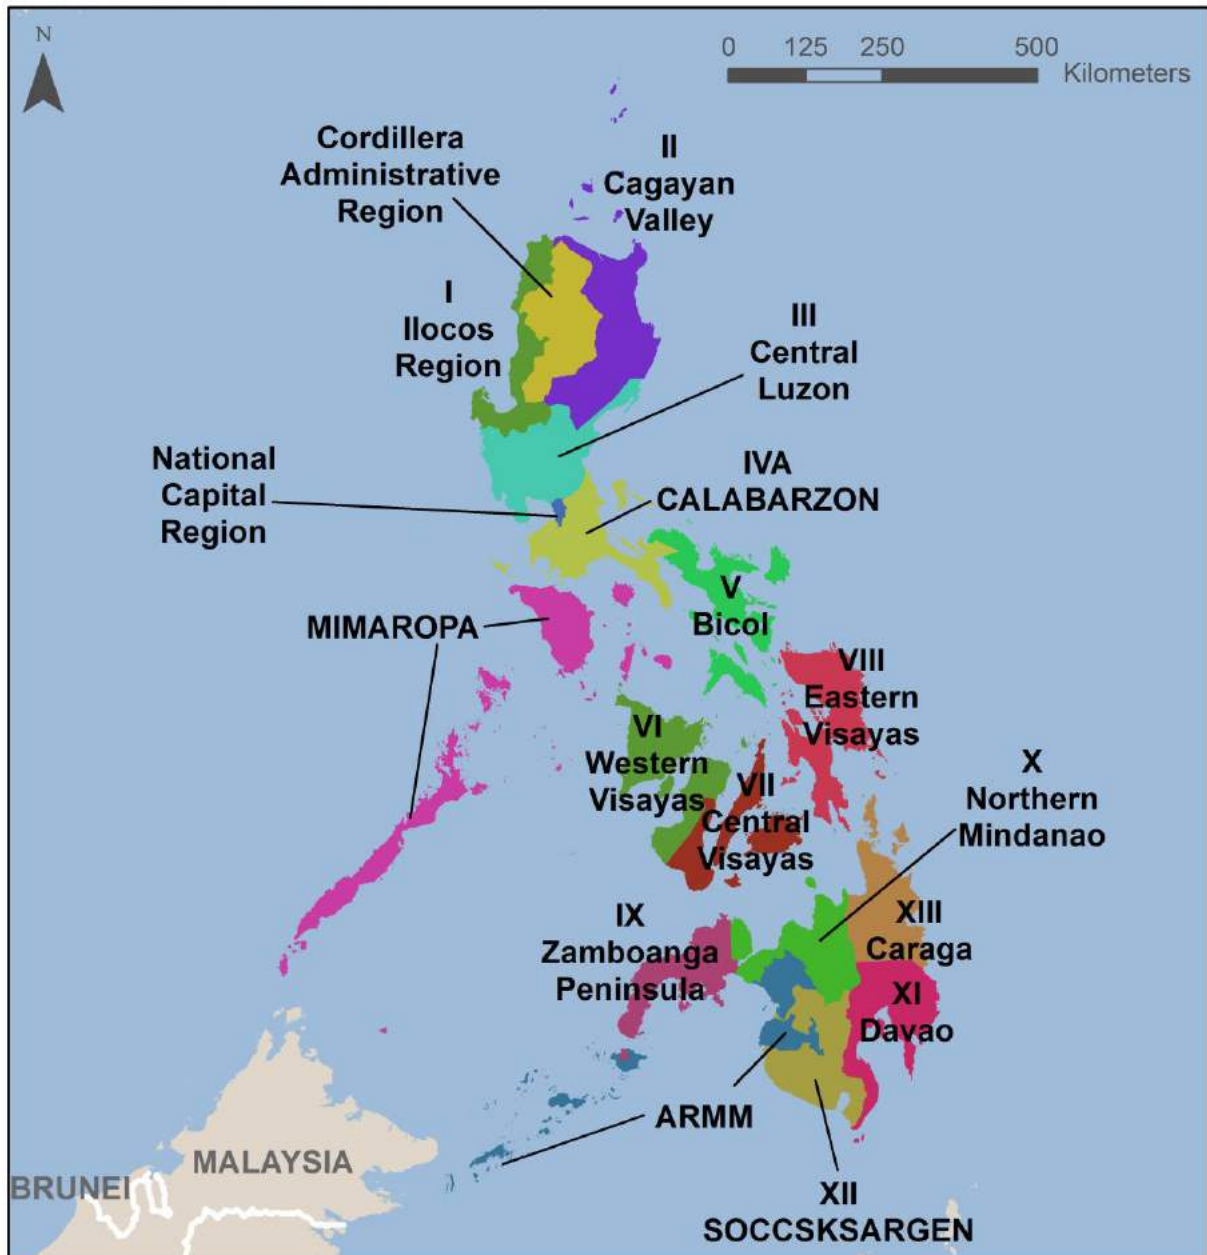 N
0 125 250 500
Kilometers
Cordillera
Administrative
Region
II
Cagayan
Valley
I
Ilocos
Region
III
Central
Luzon
National
Capital
Region
IVA
CALABARZON
V
Bicol
MIMAROPA
VIII
Eastern
Visayas
VI
Western
Visayas
VII
Central
Visayas
X
Northern
Mindanao
IX
Zamboanga
Peninsula
XIII
Caraga
XI
Davao
ARMM
MALAYSIA
BRUNEI
XII
SOCCSKSARGEN